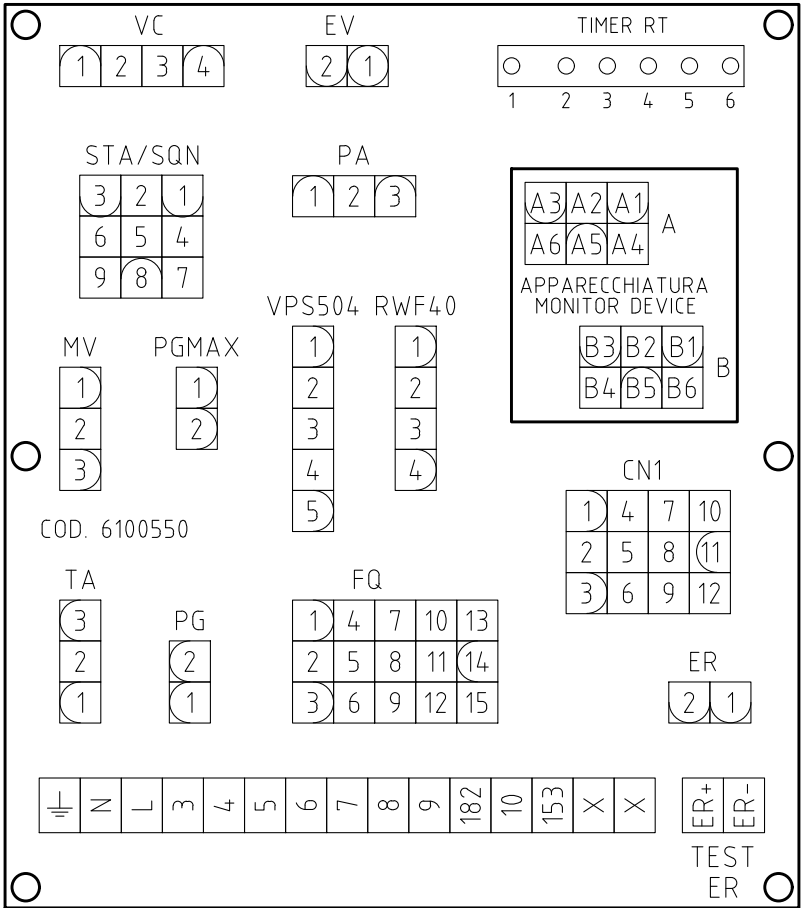 VC
1 2 3 4
EV
2 1
TIMER RT
1 2 3 4 5 6
STA/SQN
3 2 1
6 5 4
9 8 7
PA
1 2 3
A3 A2 A1
A6 A5 A4
A
APPARECCHIATURA
MONITOR DEVICE
B3 B2 B1
B4 B5 B6
B
MV
1
2
3
PGMAX
1
2
VPS504
1
2
3
4
5
RWF40
1
2
3
4
CN1
1 4 7 10
2 5 8 11
3 6 9 12
COD. 6100550
TA
3
2
1
PG
2
1
FQ
1 4 7 10 13
2 5 8 11 14
3 6 9 12 15
ER
2 1
N L 3 4 5 6 7 8 9 182 10 153 X X
ER+ ER-
TEST
ER